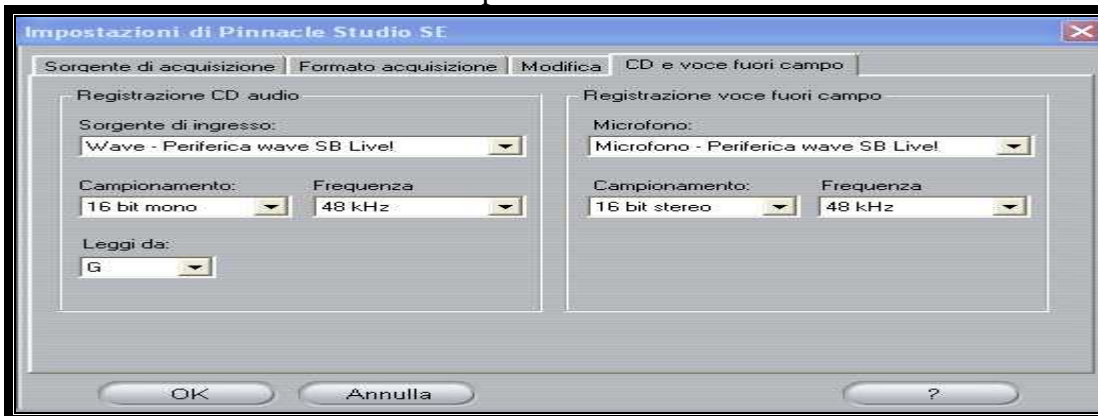 Impostazioni di Pinnacle Studio SE
Sorgente di acquisizione Formato acquisizione Modifica CD e voce fuori campo
Registrazione CD audio
Sorgente di ingresso:
Wave - Periferica wave SB Live!
Campionamento: Frequenza
16 bit mono 48 kHz
Leggi da:
G
Registrazione voce fuori campo
Microfono:
Microfono - Periferica wave SB Live!
Campionamento: Frequenza
16 bit stereo 48 kHz
OK Annulla ?